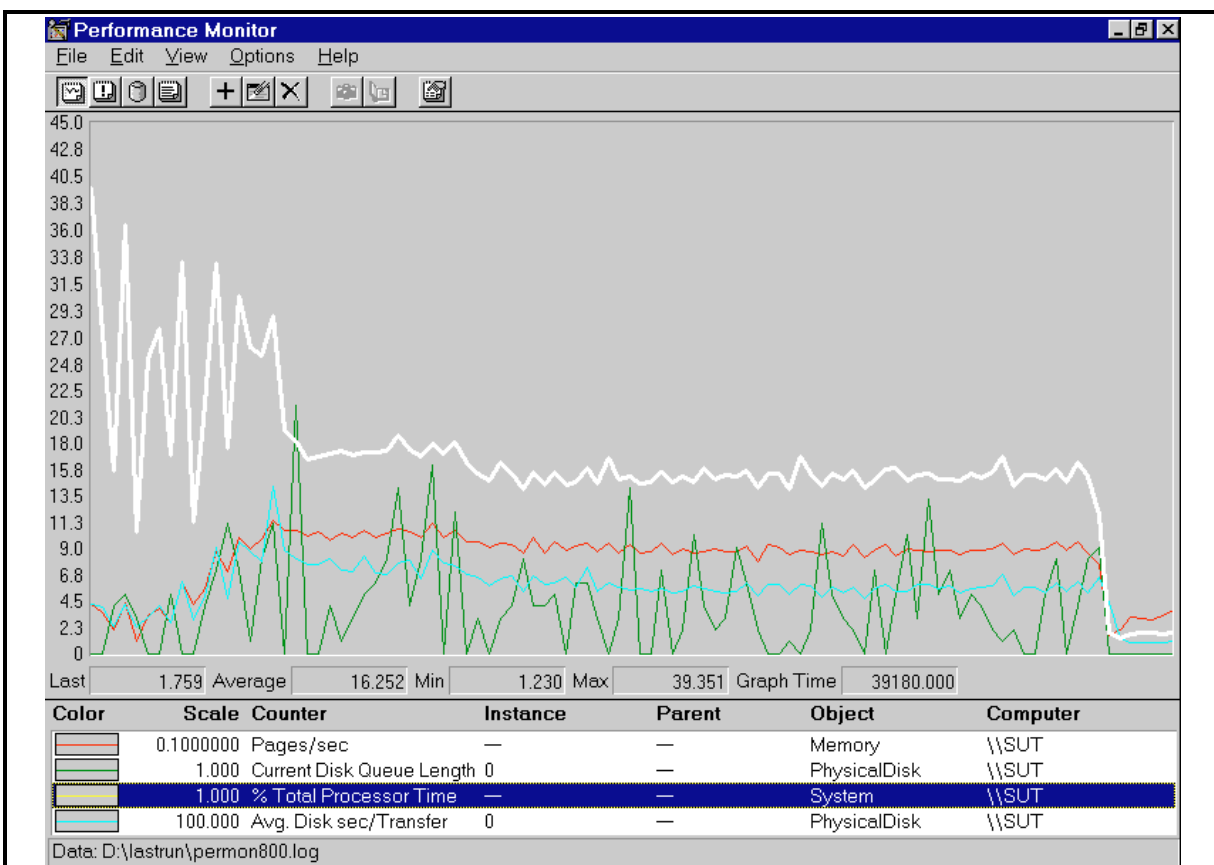 Performance Monitor
File Edit View Options Help
45.0
42.8
40.5
38.3
36.0
33.8
31.5
29.3
27.0
24.8
22.5
20.3
18.0
15.8
13.5
11.3
9.0
6.8
4.5
2.3
0
Last 1.759 Average 16.252 Min 1.230 Max 39.351 Graph Time 39180.000
Color Scale Counter Instance Parent Object Computer
0.1000000 Pages/sec — — Memory \\SUT
1.000 Current Disk Queue Length 0 — PhysicalDisk \\SUT
1.000 % Total Processor Time — — System \\SUT
100.000 Avg. Disk sec/Transfer 0 — PhysicalDisk \\SUT
Data: D:\lastrun\permon800.log